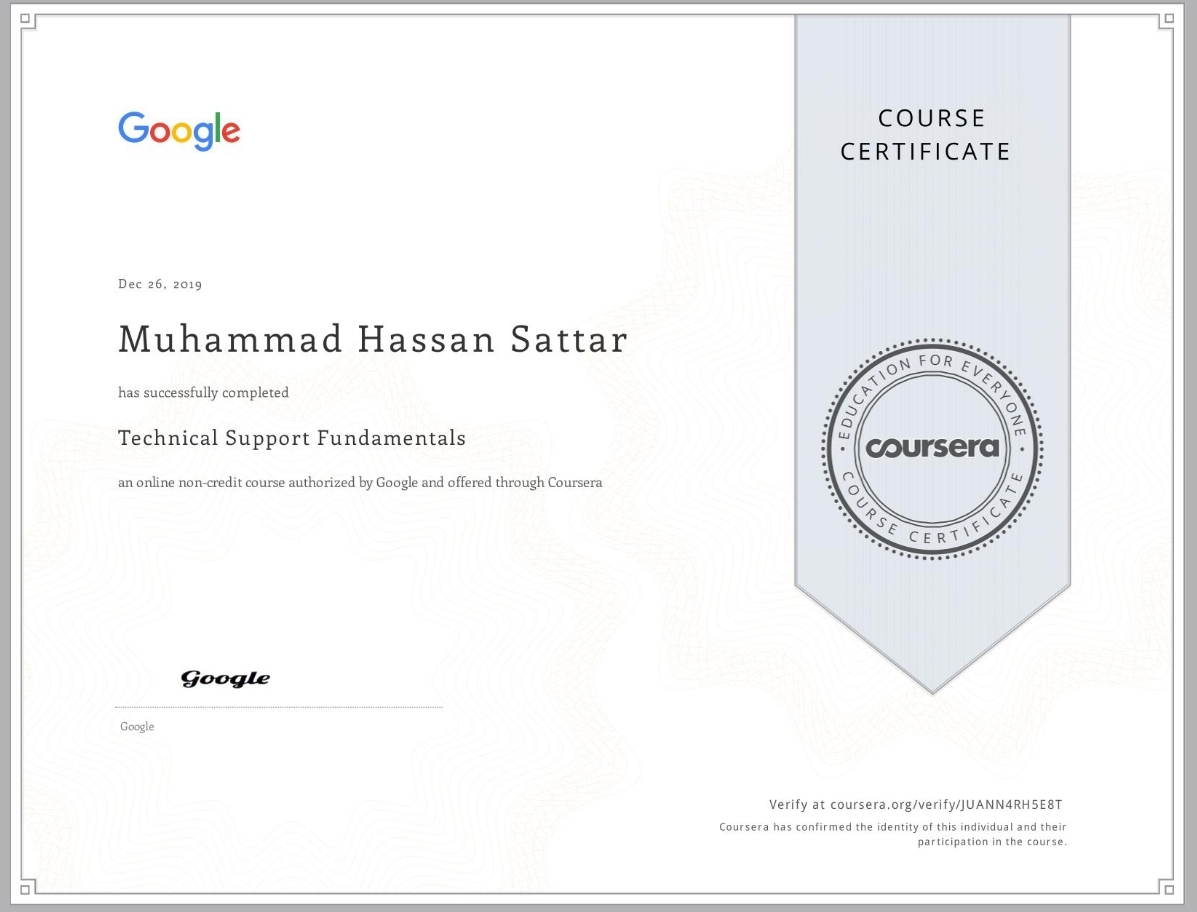 Google
COURSE
CERTIFICATE
Dec 26, 2019
Muhammad Hassan Sattar
has successfully completed
Technical Support Fundamentals
an online non-credit course authorized by Google and offered through Coursera
EDUCATION FOR EVERYONE
coursera
COURSE CERTIFICATE
Google
Google
Verify at coursera.org/verify/JUANN4RH5E8T
Coursera has confirmed the identity of this individual and their
participation in the course.